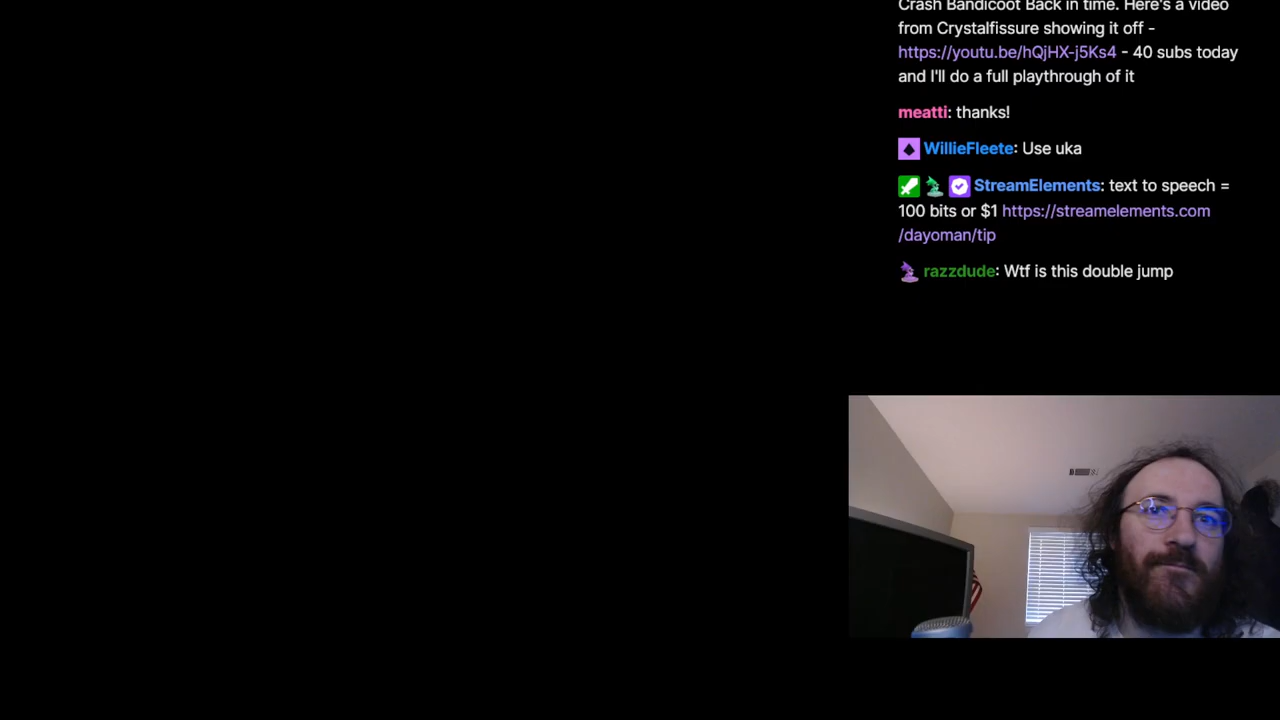 Crash Bandicoot Back in time. Here's a video
from Crystalfissure showing it off -
https://youtu.be/hQjHX-j5Ks4 - 40 subs today
and I'll do a full playthrough of it
meatti: thanks!
WillieFleete: Use uka
StreamElements: text to speech =
100 bits or $1 https://streamelements.com
/dayoman/tip
razzdude: Wtf is this double jump